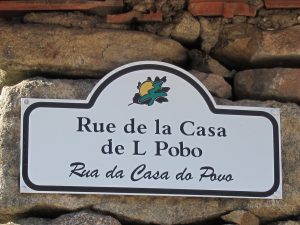 Rue de la Casa
de L Pobo
Rua da Casa do Povo